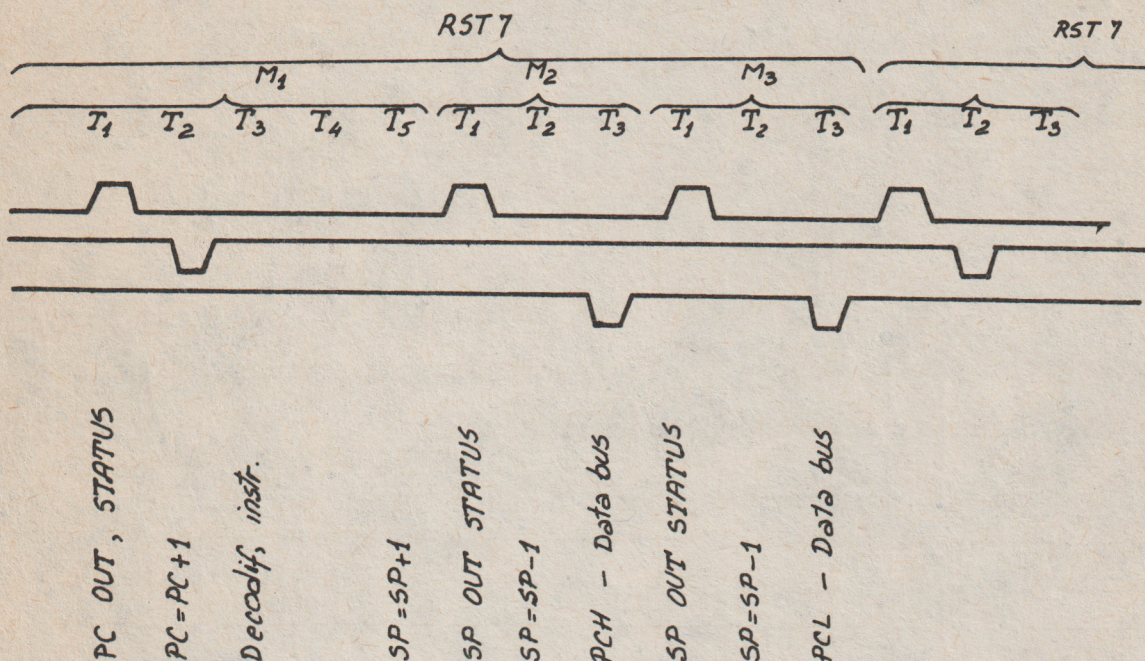 RST 7 RST 7
M1 M2 M3
T1 T2 T3 T4 T5 T1 T2 T3 T1 T2 T3 T1 T2 T3
PC OUT, STATUS
PC=PC+1
Decodif, instr.
SP=SP+1
SP OUT STATUS
SP=SP-1
PCH - Data bus
SP OUT STATUS
SP=SP-1
PCL - Data bus